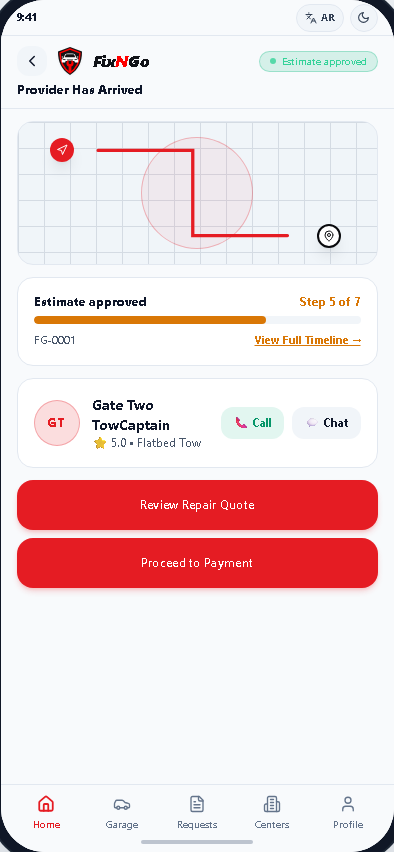 9:41
AR
FixNGo
Estimate approved
Provider Has Arrived
Estimate approved
Step 5 of 7
FG-0001
View Full Timeline →
GT
Gate Two
TowCaptain
5.0 • Flatbed Tow
Call
Chat
Review Repair Quote
Proceed to Payment
Home
Garage
Requests
Centers
Profile